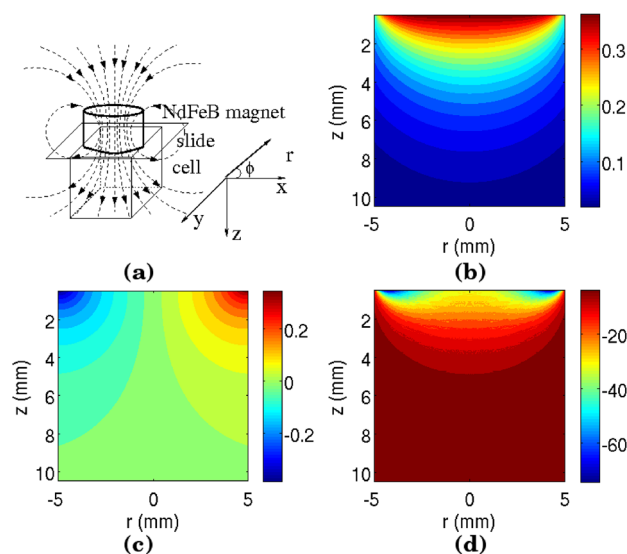 NdFeB magnet
slide
cell
r
ϕ
x
y
z
(a)
z (mm)
2
4
6
8
10
-5 0 5
r (mm)
0.3
0.2
0.1
(b)
z (mm)
2
4
6
8
10
-5 0 5
r (mm)
0.2
0
-0.2
(c)
z (mm)
2
4
6
8
10
-5 0 5
r (mm)
-20
-40
-60
(d)